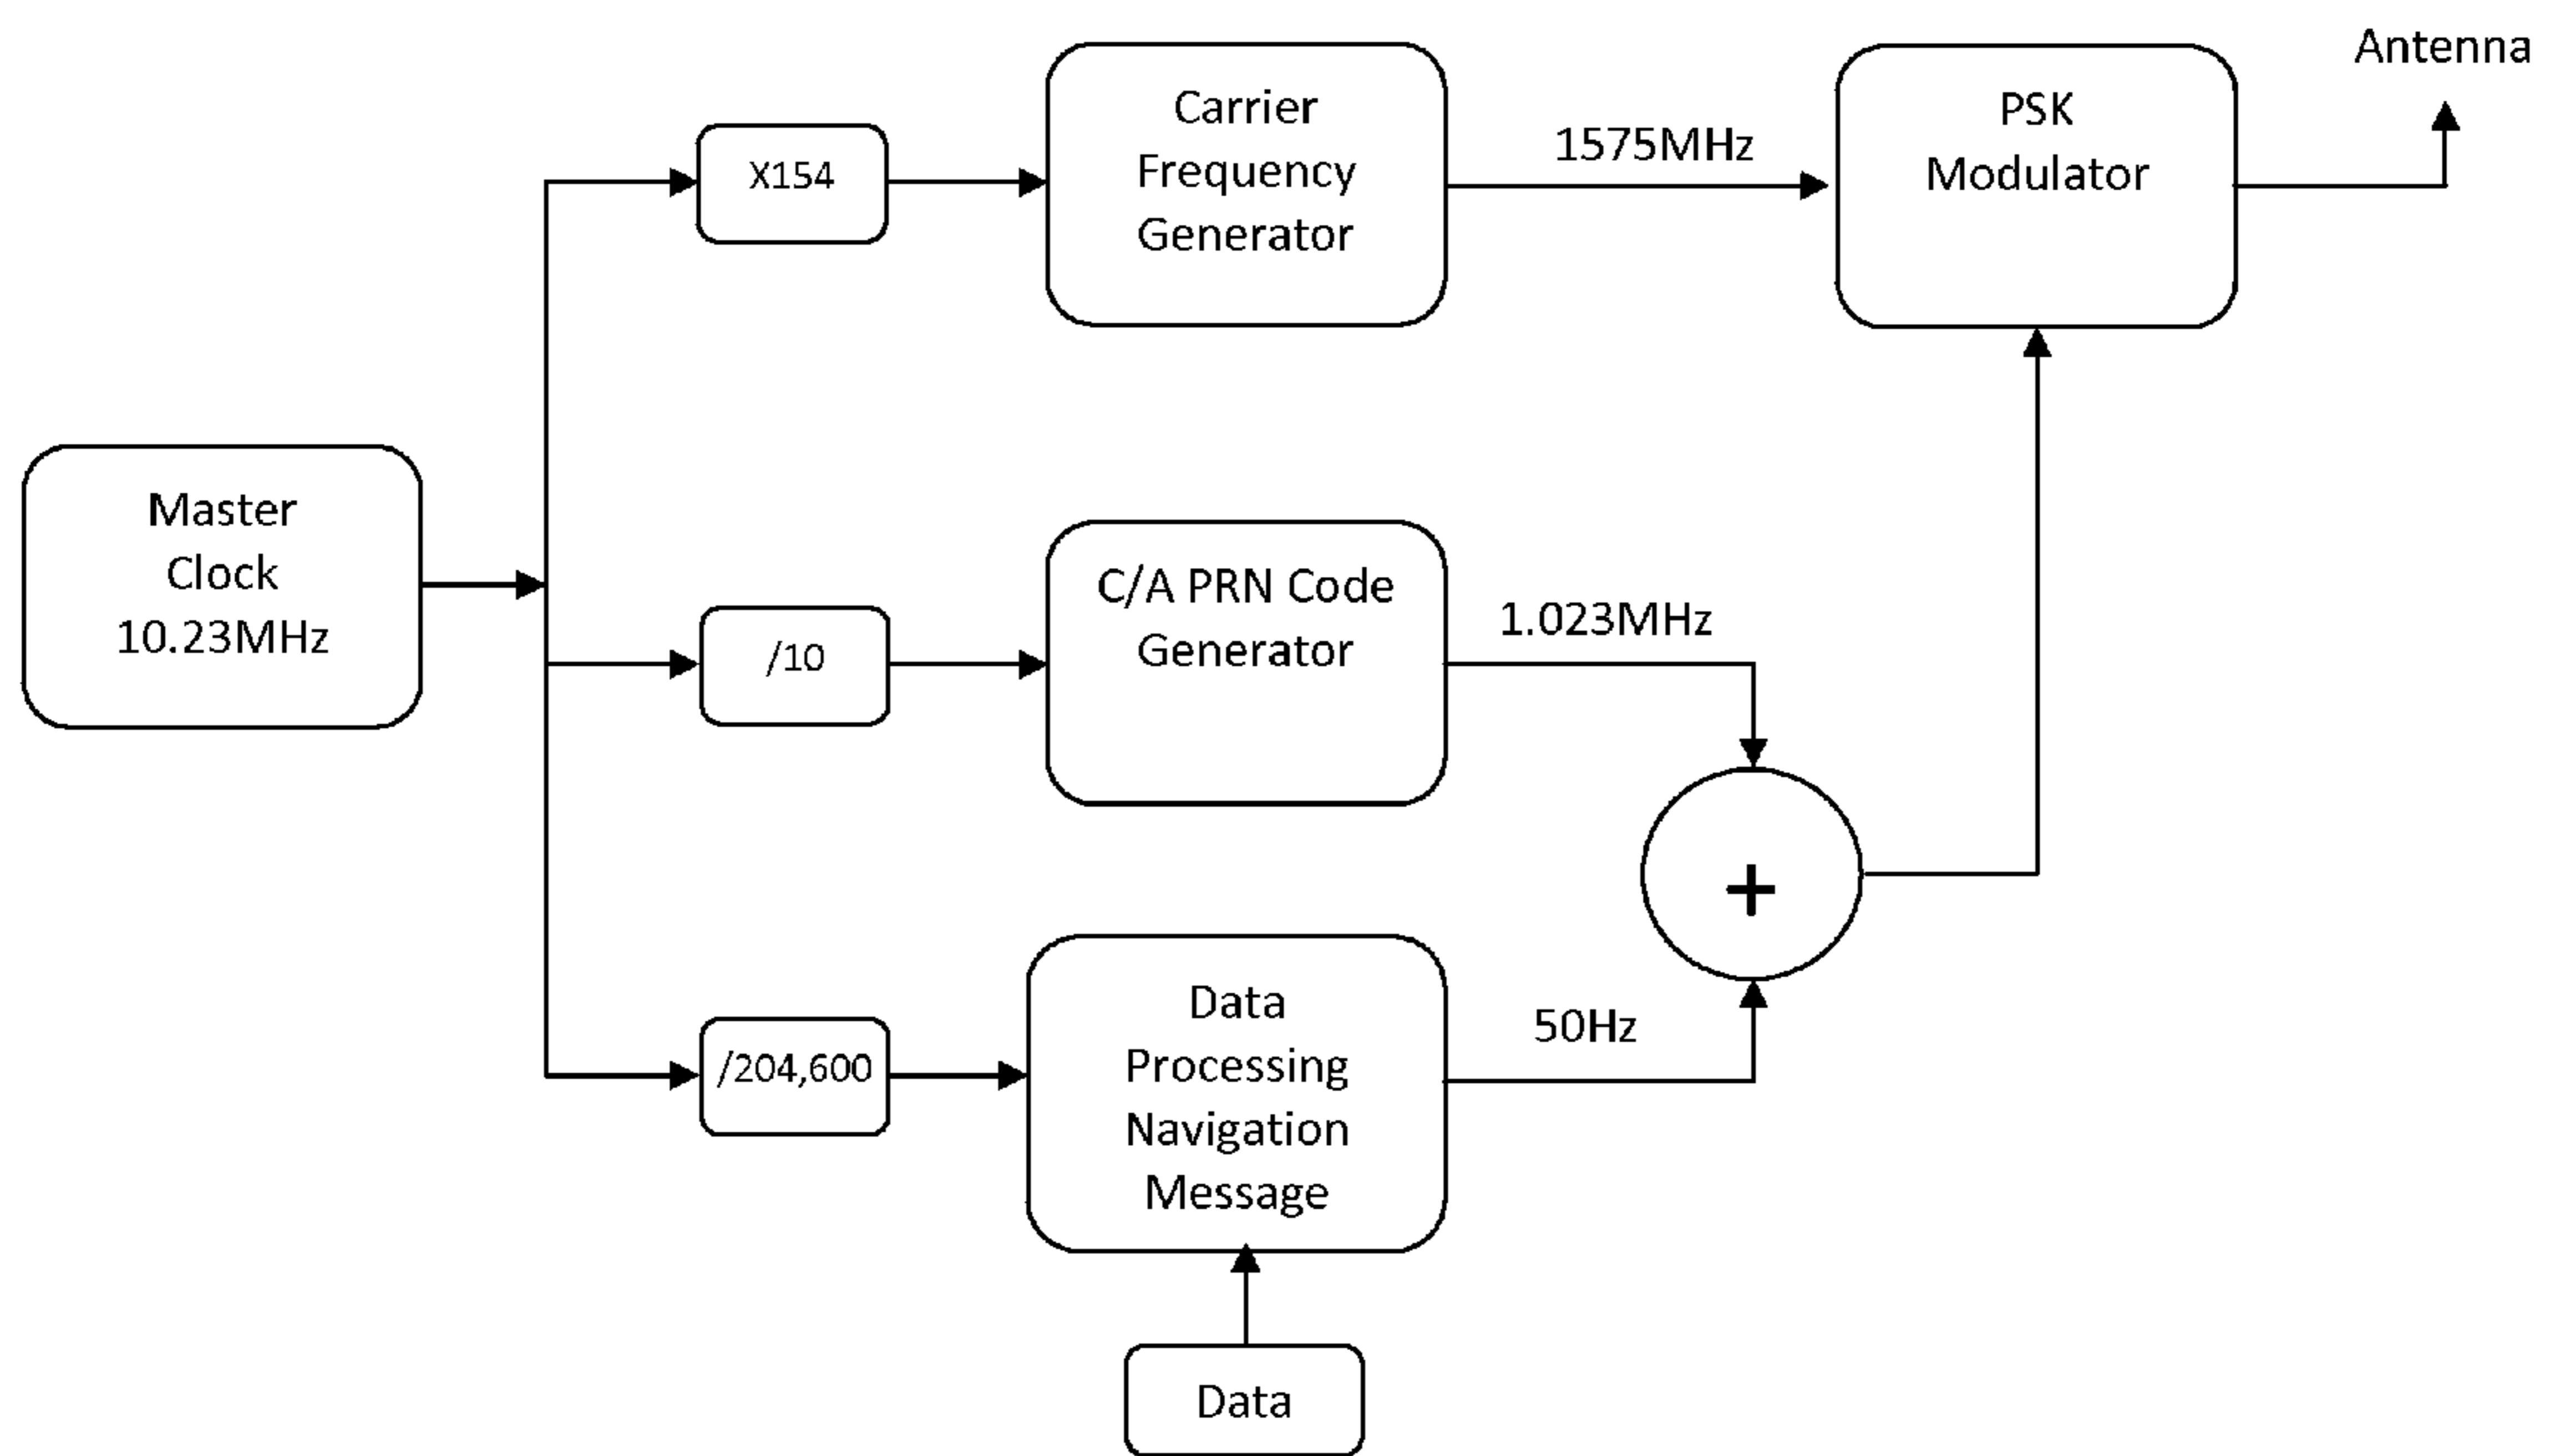 Antenna
Carrier
Frequency
Generator
PSK
Modulator
X154
1575MHz
Master
Clock
10.23MHz
C/A PRN Code
Generator
/10
1.023MHz
+
Data
Processing
Navigation
Message
/204,600
50Hz
Data